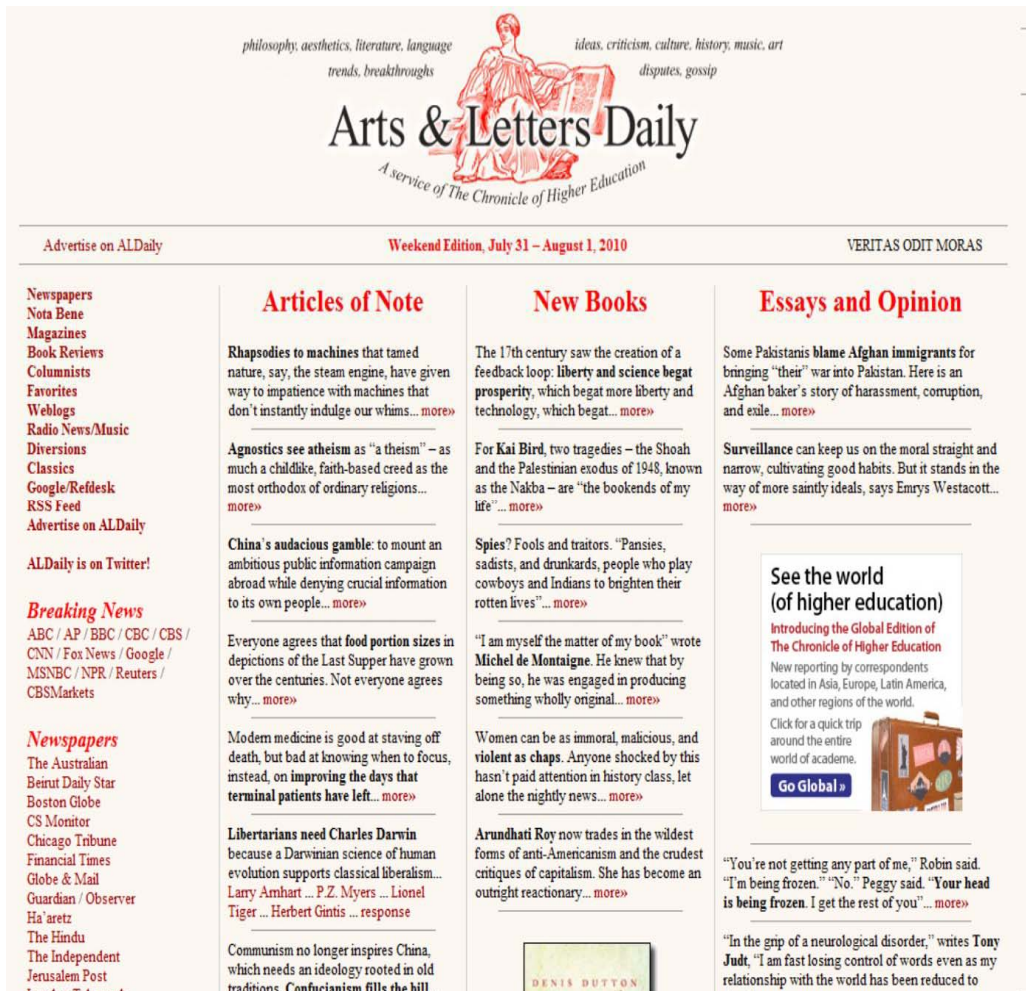 philosophy, aesthetics, literature, language
trends, breakthroughs
ideas, criticism, culture, history, music, art
disputes, gossip
Arts & Letters Daily
A service of The Chronicle of Higher Education
Advertise on ALDaily
Weekend Edition, July 31 – August 1, 2010
VERITAS ODIT MORAS
Newspapers
Nota Bene
Magazines
Book Reviews
Columnists
Favorites
Weblogs
Radio News/Music
Diversions
Classics
Google/Refdesk
RSS Feed
Advertise on ALDaily
ALDaily is on Twitter!
Breaking News
ABC / AP / BBC / CBC / CBS /
CNN / Fox News / Google /
MSNBC / NPR / Reuters /
CBSMarkets
Newspapers
The Australian
Beirut Daily Star
Boston Globe
CS Monitor
Chicago Tribune
Financial Times
Globe & Mail
Guardian / Observer
Ha'aretz
The Hindu
The Independent
Jerusalem Post
Articles of Note
Rhapsodies to machines that tamed
nature, say, the steam engine, have given
way to impatience with machines that
don't instantly indulge our whims... more»
Agnostics see atheism as “a theism” – as
much a childlike, faith-based creed as the
most orthodox of ordinary religions...
more»
China's audacious gamble: to mount an
ambitious public information campaign
abroad while denying crucial information
to its own people... more»
Everyone agrees that food portion sizes in
depictions of the Last Supper have grown
over the centuries. Not everyone agrees
why... more»
Modern medicine is good at staving off
death, but bad at knowing when to focus,
instead, on improving the days that
terminal patients have left... more»
Libertarians need Charles Darwin
because a Darwinian science of human
evolution supports classical liberalism...
Larry Arnhart ... P.Z. Myers ... Lionel
Tiger ... Herbert Gintis ... response
Communism no longer inspires China,
which needs an ideology rooted in old
traditions. Confucianism fills the bill
New Books
The 17th century saw the creation of a
feedback loop: liberty and science begat
prosperity, which begat more liberty and
technology, which begat... more»
For Kai Bird, two tragedies – the Shoah
and the Palestinian exodus of 1948, known
as the Nakba – are “the bookends of my
life”... more»
Spies? Fools and traitors. “Pansies,
sadists, and drunkards, people who play
cowboys and Indians to brighten their
rotten lives”... more»
“I am myself the matter of my book” wrote
Michel de Montaigne. He knew that by
being so, he was engaged in producing
something wholly original... more»
Women can be as immoral, malicious, and
violent as chaps. Anyone shocked by this
hasn't paid attention in history class, let
alone the nightly news... more»
Arundhati Roy now trades in the wildest
forms of anti-Americanism and the crudest
critiques of capitalism. She has become an
outright reactionary... more»
DENIS DUTTON
Essays and Opinion
Some Pakistanis blame Afghan immigrants for
bringing “their” war into Pakistan. Here is an
Afghan baker's story of harassment, corruption,
and exile... more»
Surveillance can keep us on the moral straight and
narrow, cultivating good habits. But it stands in the
way of more saintly ideals, says Emrys Westacott...
more»
See the world
(of higher education)
Introducing the Global Edition of
The Chronicle of Higher Education
New reporting by correspondents
located in Asia, Europe, Latin America,
and other regions of the world.
Click for a quick trip
around the entire
world of academe.
Go Global »
“You're not getting any part of me,” Robin said.
“I'm being frozen.” “No.” Peggy said. “Your head
is being frozen. I get the rest of you”... more»
“In the grip of a neurological disorder,” writes Tony
Judt, “I am fast losing control of words even as my
relationship with the world has been reduced to